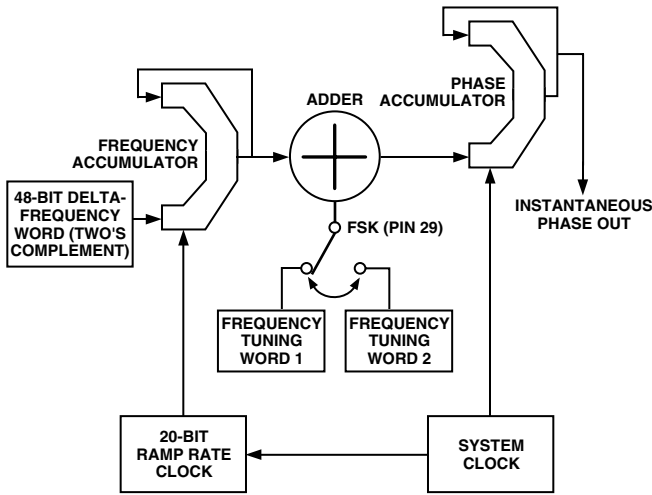 PHASE
ACCUMULATOR
ADDER
FREQUENCY
ACCUMULATOR
48-BIT DELTA-
FREQUENCY
WORD (TWO'S
COMPLEMENT)
INSTANTANEOUS
PHASE OUT
FSK (PIN 29)
FREQUENCY
TUNING
WORD 1
FREQUENCY
TUNING
WORD 2
20-BIT
RAMP RATE
CLOCK
SYSTEM
CLOCK